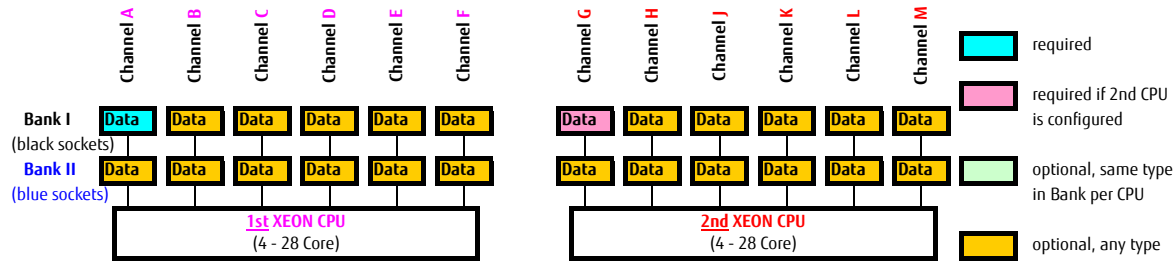 Channel A
Channel B
Channel C
Channel D
Channel E
Channel F
Channel G
Channel H
Channel J
Channel K
Channel L
Channel M
Bank I
(black sockets)
Data Data Data Data Data Data Data Data Data Data Data Data
Bank II
(blue sockets)
Data Data Data Data Data Data Data Data Data Data Data Data
1st XEON CPU
(4 - 28 Core)
2nd XEON CPU
(4 - 28 Core)
required
required if 2nd CPU
is configured
optional, same type
in Bank per CPU
optional, any type